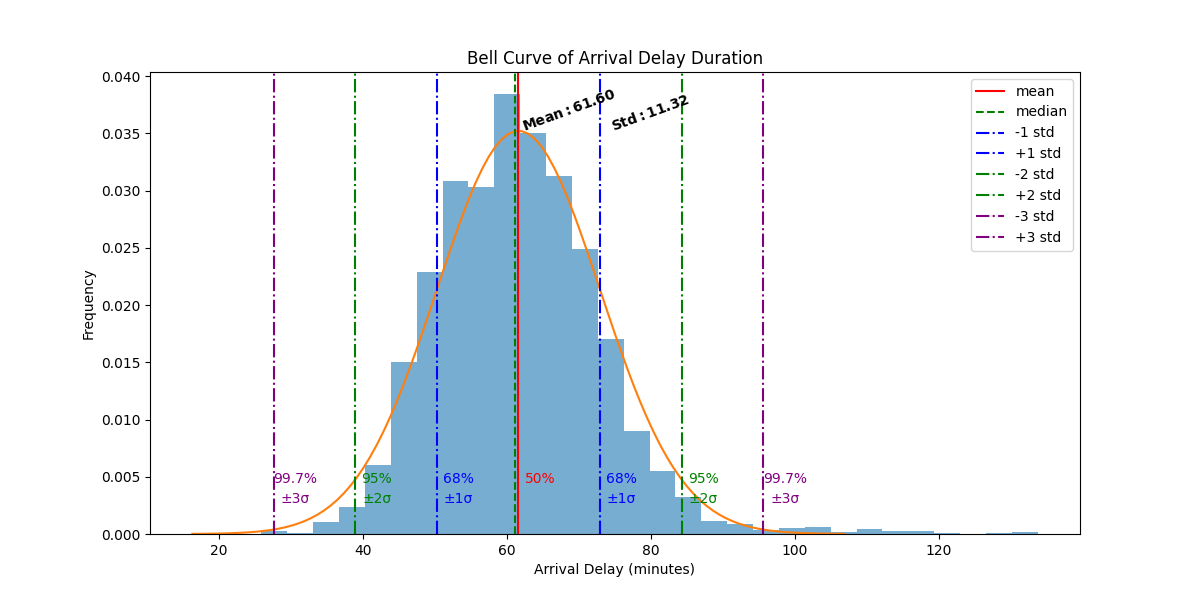 Bell Curve of Arrival Delay Duration
Frequency
0.040
0.035
0.030
0.025
0.020
0.015
0.010
0.005
0.000
Mean : 61.60
Std : 11.32
mean
median
-1 std
+1 std
-2 std
+2 std
-3 std
+3 std
99.7%
±3σ
95%
±2σ
68%
±1σ
50%
68%
±1σ
95%
±2σ
99.7%
±3σ
20
40
60
80
100
120
Arrival Delay (minutes)